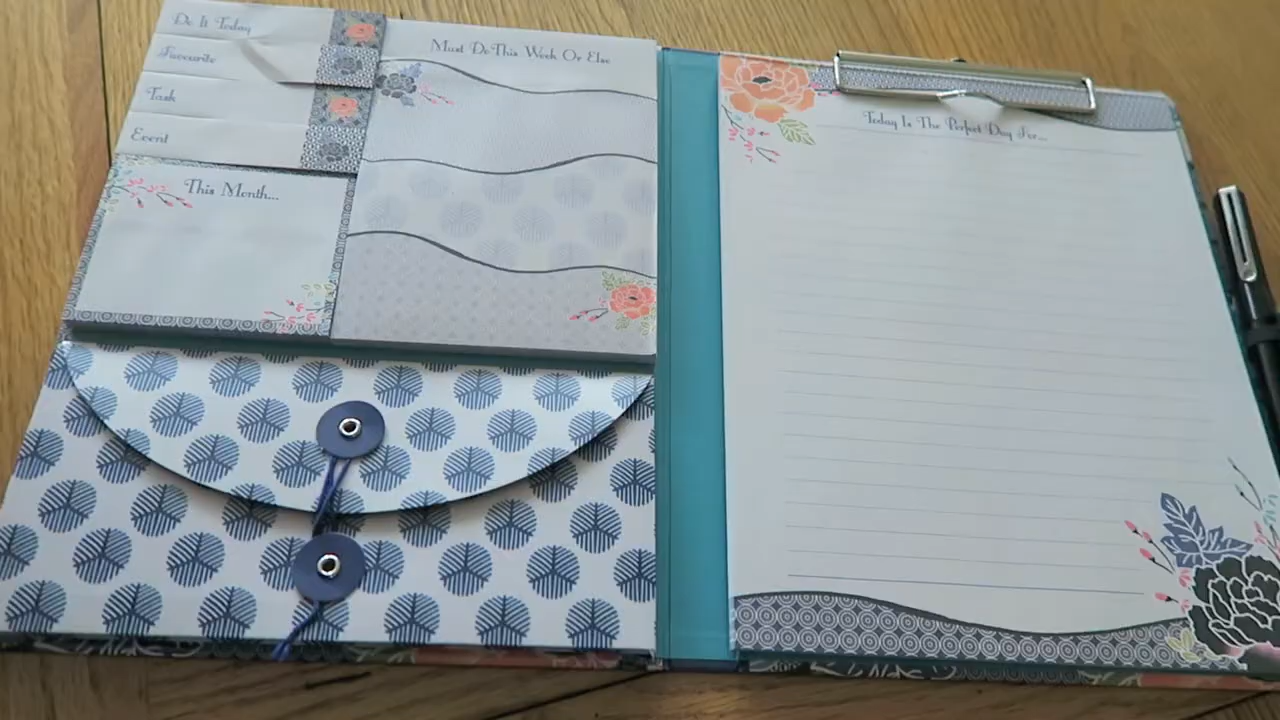 Do It Today
Favourite
Task
Event
This Month...
Must Do This Week Or Else
Today Is The Perfect Day For...